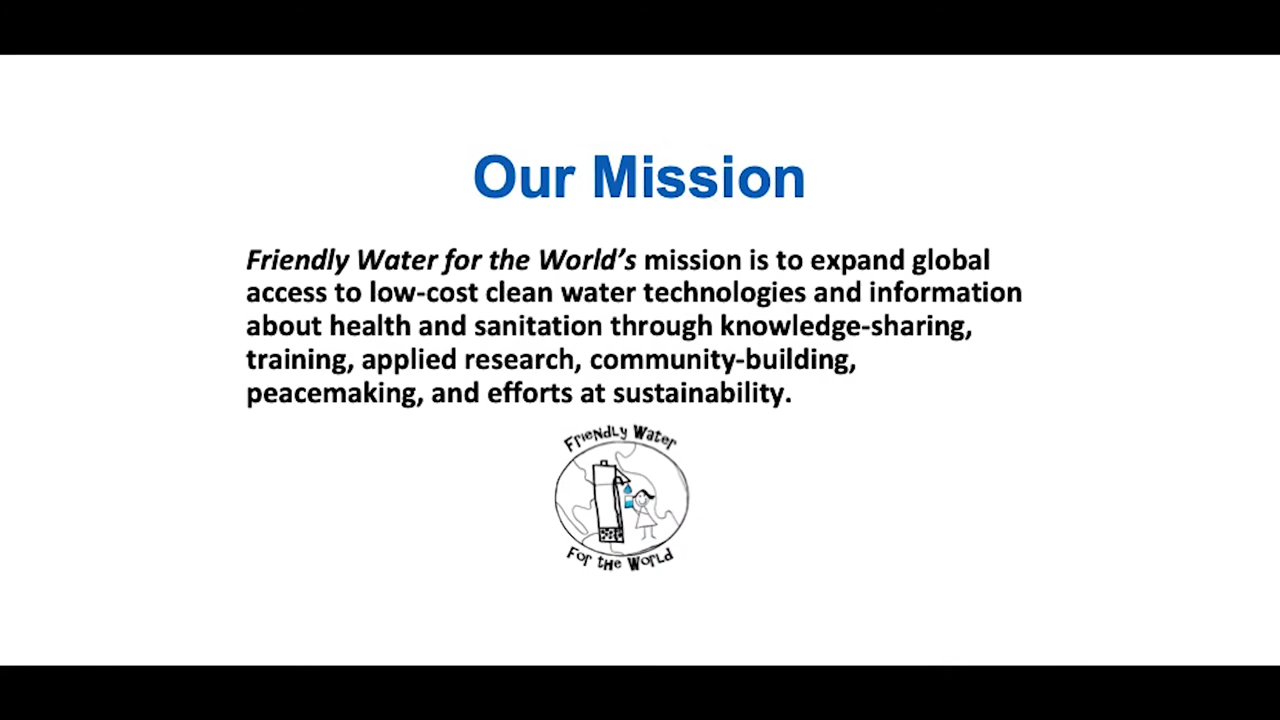 Our Mission
Friendly Water for the World’s mission is to expand global
access to low-cost clean water technologies and information
about health and sanitation through knowledge-sharing,
training, applied research, community-building,
peacemaking, and efforts at sustainability.
Friendly Water
For the World